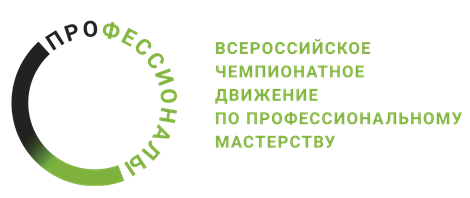 ПРОФЕССИОНАЛЫ
ВСЕРОССИЙСКОЕ
ЧЕМПИОНАТНОЕ
ДВИЖЕНИЕ
ПО ПРОФЕССИОНАЛЬНОМУ
МАСТЕРСТВУ